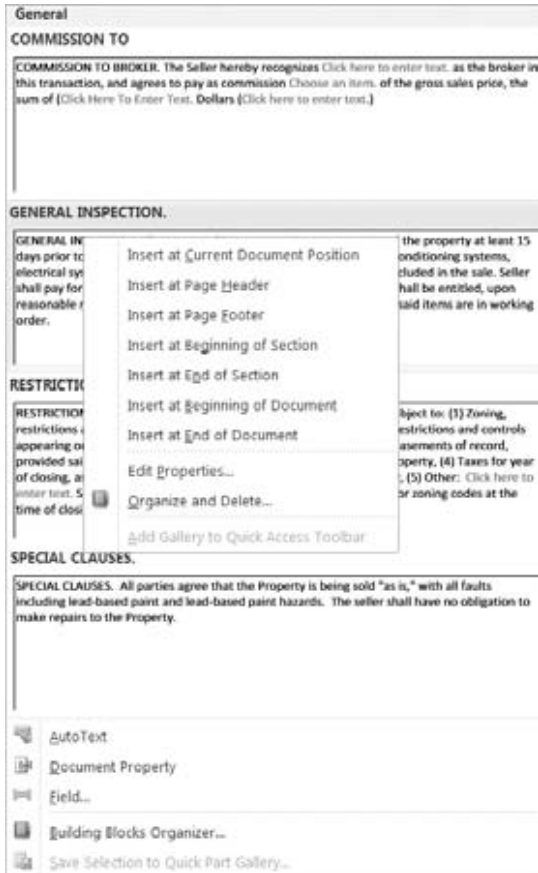 General
COMMISSION TO
COMMISSION TO BROKER. The Seller hereby recognizes Click here to enter text. as the broker in
this transaction, and agrees to pay as commission Choose an item. of the gross sales price, the
sum of (Click Here To Enter Text. Dollars (Click here to enter text.)
GENERAL INSPECTION.
GENERAL IN the property at least 15
days prior to onditioning systems,
electrical sys cluded in the sale. Seller
shall pay for hall be entitled, upon
reasonable r said items are in working
order.
Insert at Current Document Position
Insert at Page Header
Insert at Page Footer
Insert at Beginning of Section
Insert at End of Section
Insert at Beginning of Document
Insert at End of Document
Edit Properties...
Organize and Delete...
Add Gallery to Quick Access Toolbar
RESTRICTIO
RESTRICTION bject to: (1) Zoning,
restrictions a estrictions and controls
appearing o asements of record,
provided sai operty, (4) Taxes for year
of closing, a , (5) Other: Click here to
enter text. S or zoning codes at the
time of closi
SPECIAL CLAUSES.
SPECIAL CLAUSES. All parties agree that the Property is being sold "as is," with all faults
including lead-based paint and lead-based paint hazards. The seller shall have no obligation to
make repairs to the Property.
AutoText
Document Property
Field...
Building Blocks Organizer...
Save Selection to Quick Part Gallery...